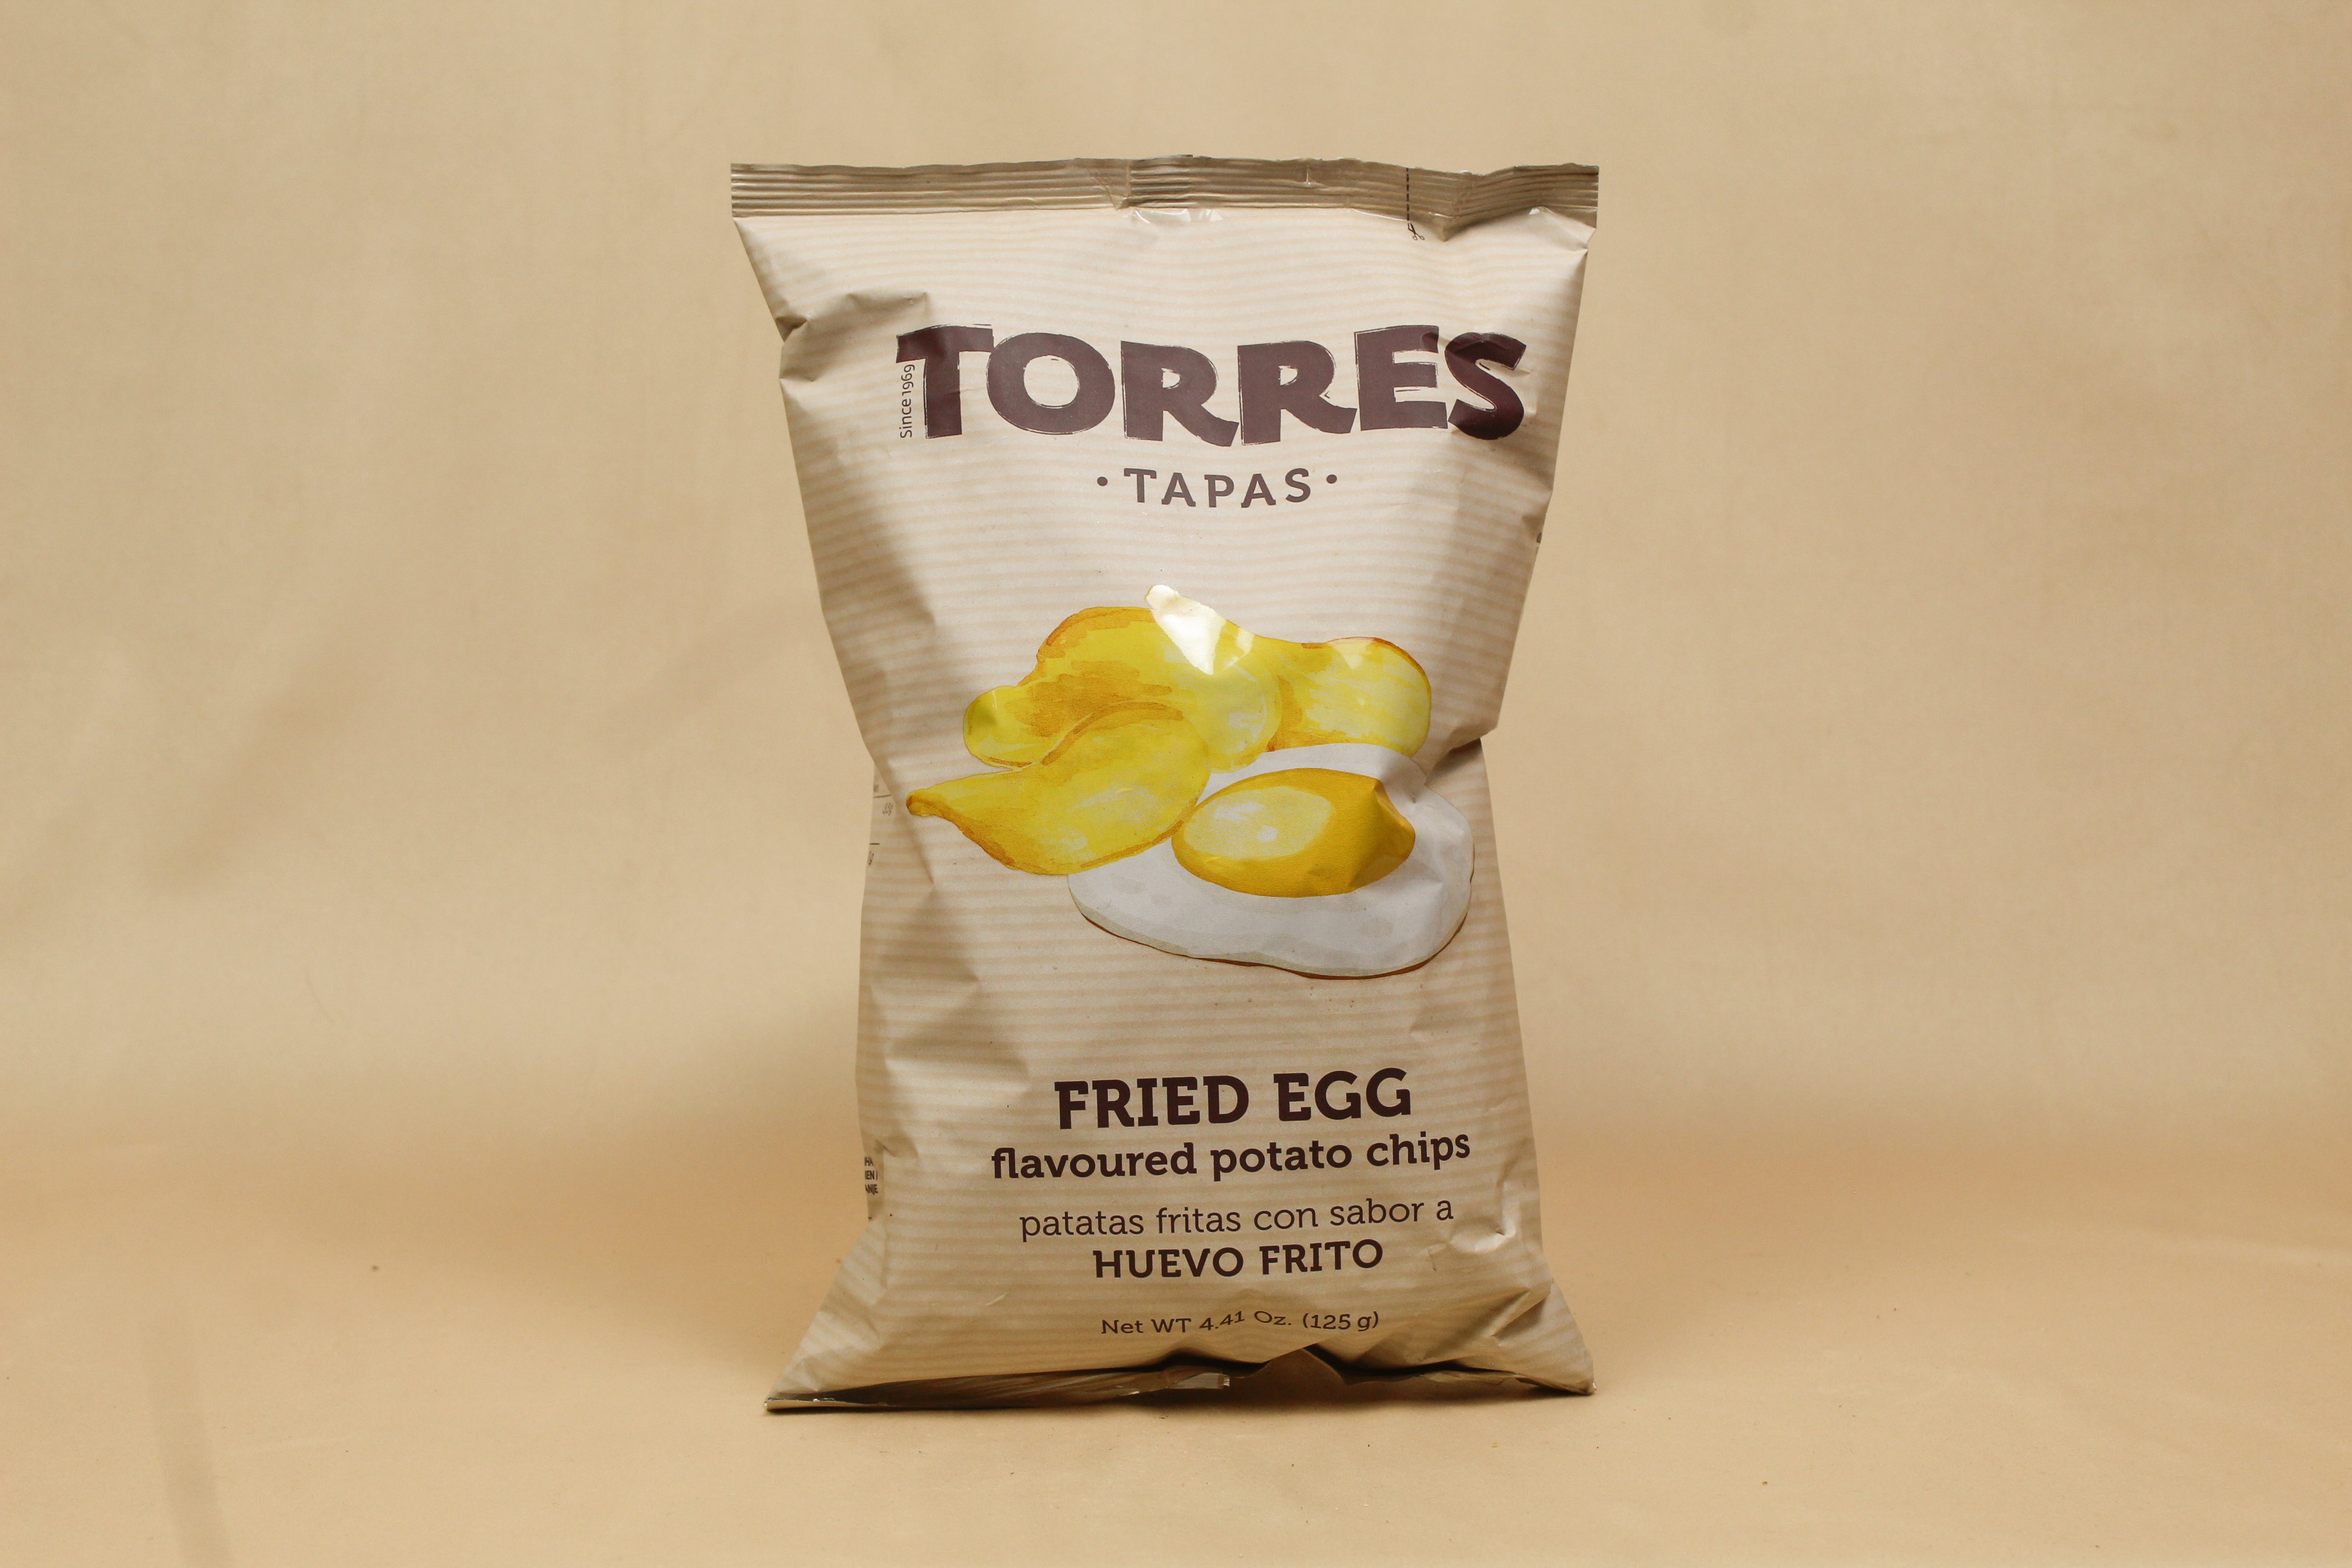 Since 1969
TORRES
· TAPAS ·
FRIED EGG
flavoured potato chips
patatas fritas con sabor a
HUEVO FRITO
Net WT 4.41 Oz. (125 g)